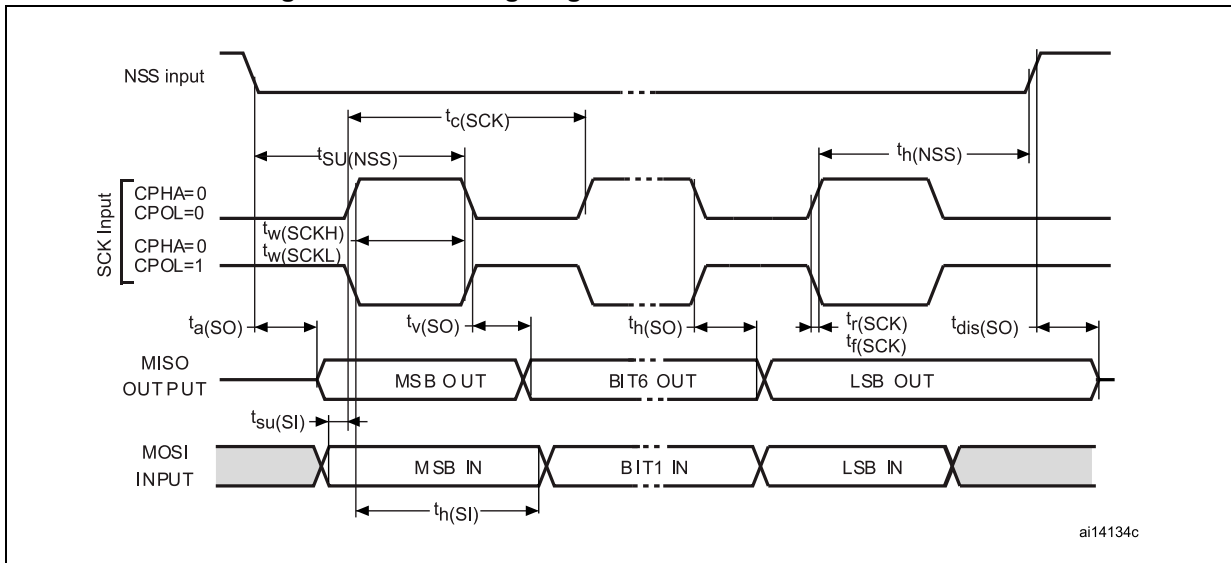 NSS input
tc(SCK)
tSU(NSS)
th(NSS)
SCK Input
CPHA=0
CPOL=0
CPHA=0
CPOL=1
tw(SCKH)
tw(SCKL)
ta(SO)
tv(SO)
th(SO)
tr(SCK)
tf(SCK)
tdis(SO)
MISO
OUTPUT
MSB OUT
BIT6 OUT
LSB OUT
tsu(SI)
MOSI
INPUT
MSB IN
BIT1 IN
LSB IN
th(SI)
ai14134c